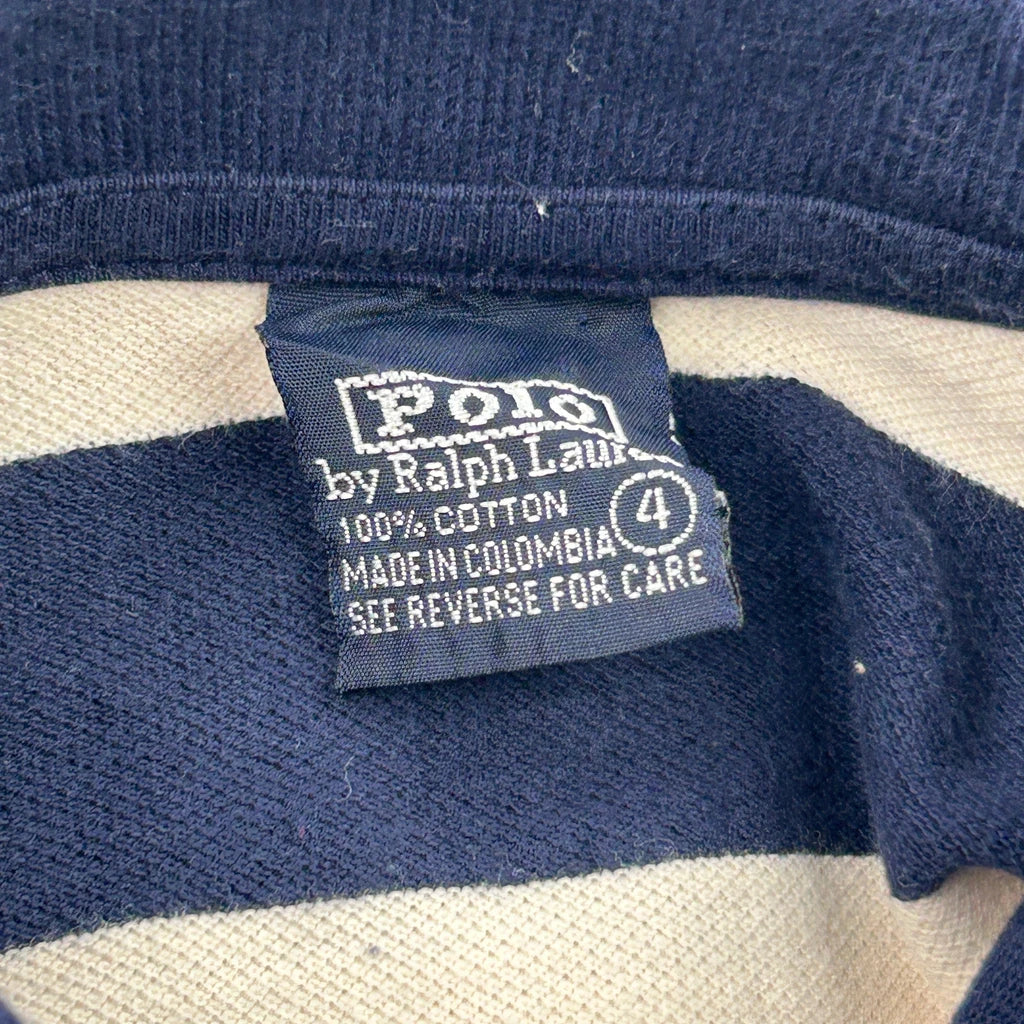 Polo
by Ralph Lau
4
100% COTTON
MADE IN COLOMBIA
SEE REVERSE FOR CARE